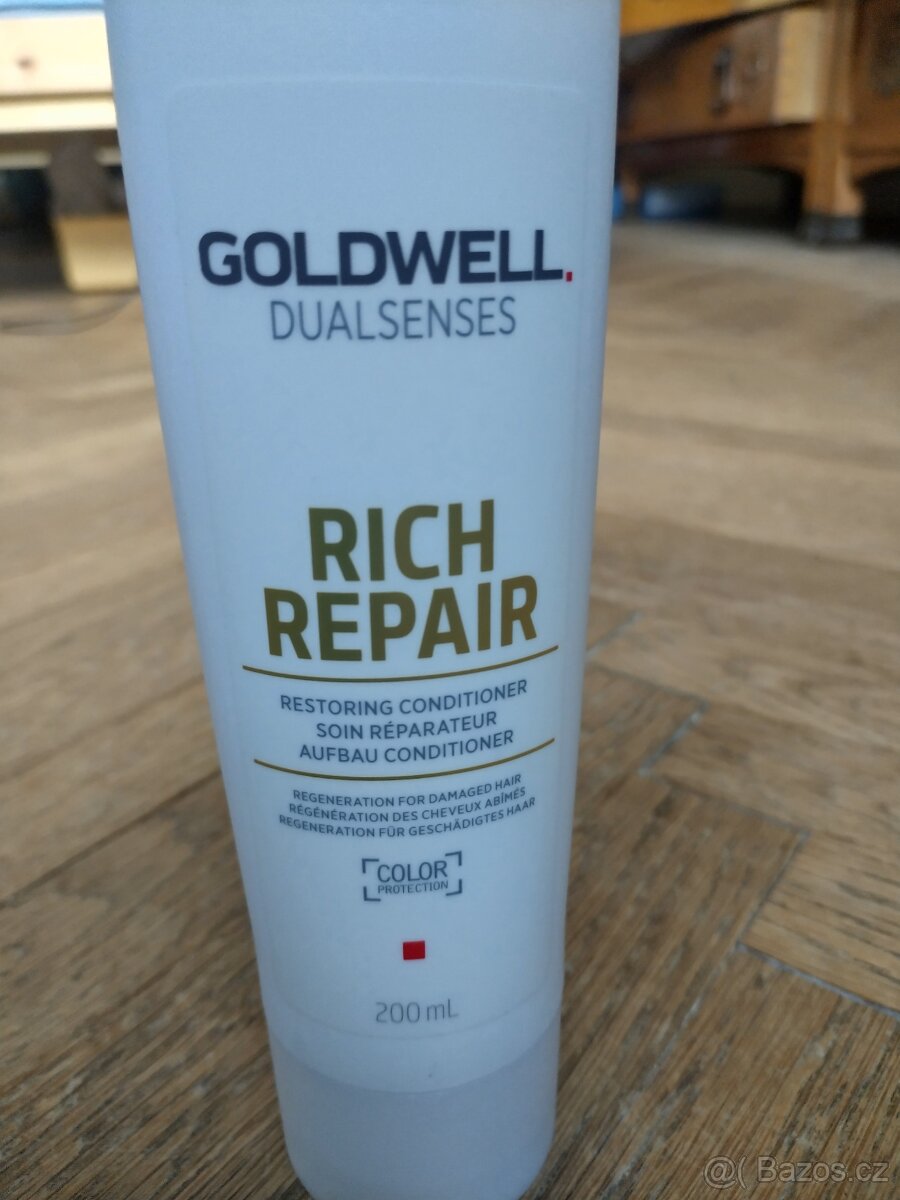 GOLDWELL.
DUALSENSES
RICH
REPAIR
RESTORING CONDITIONER
SOIN RÉPARATEUR
AUFBAU CONDITIONER
REGENERATION FOR DAMAGED HAIR
RÉGÉNÉRATION DES CHEVEUX ABÎMÉS
REGENERATION FÜR GESCHÄDIGTES HAAR
COLOR
PROTECTION
200 mL
@( Bazos.cz